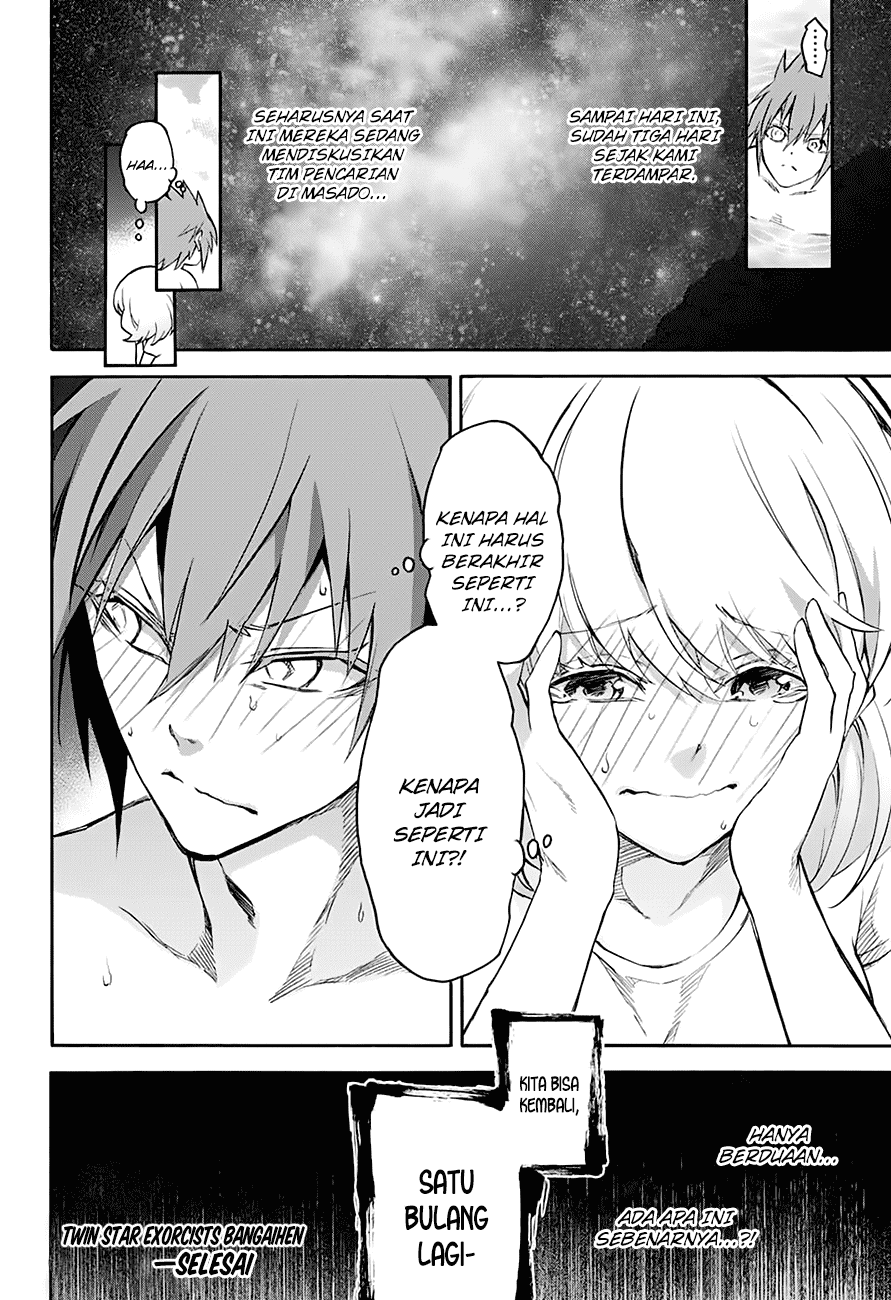 .......
SAMPAI HARI INI,
SUDAH TIGA HARI
SEJAK KAMI
TERDAMPAR.
SEHARUSNYA SAAT
INI MEREKA SEDANG
MENDISKUSIKAN
TIM PENCARIAN
DI MASADO...
HAA...
KENAPA HAL
INI HARUS
BERAKHIR
SEPERTI
INI...?
KENAPA
JADI
SEPERTI
INI?!
HANYA
BERDUAAN...
ADA APA INI
SEBENARNYA...?!
KITA BISA
KEMBALI,
SATU
BULANG
LAGI-
TWIN STAR EXORCISTS BANGAIHEN
—SELESAI